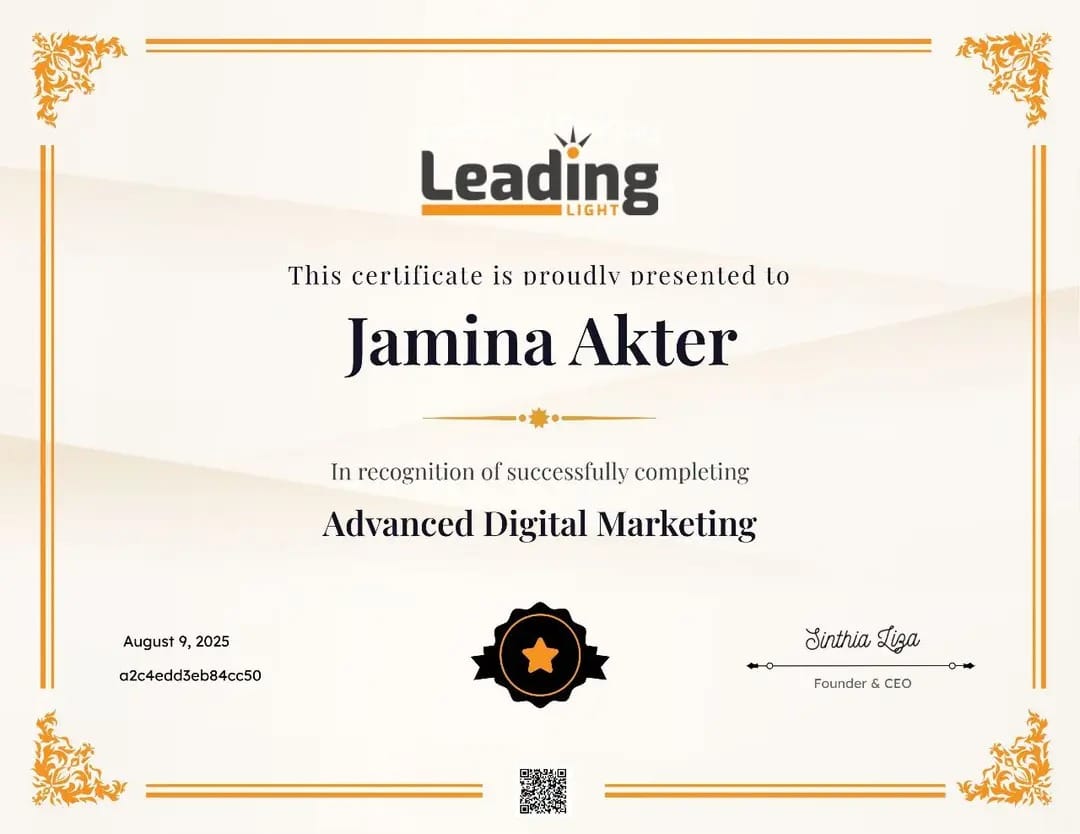 Leading
LIGHT
This certificate is proudly presented to
Jamina Akter
In recognition of successfully completing
Advanced Digital Marketing
August 9, 2025
a2c4edd3eb84cc50
Sinthia Liza
Founder & CEO